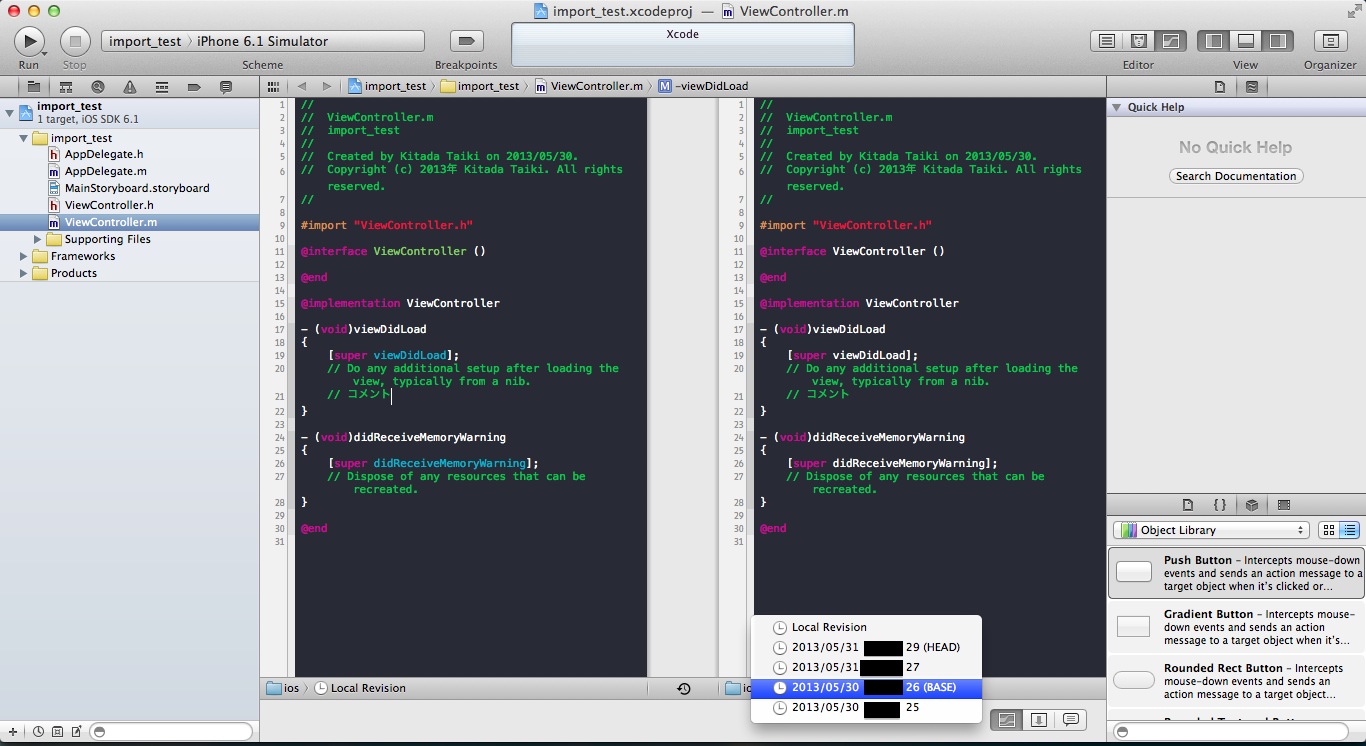 import_test.xcodeproj — ViewController.m
import_test 〉 iPhone 6.1 Simulator
Xcode
Run
Stop
Scheme
Breakpoints
Editor
View
Organizer
import_test 〉 import_test 〉 ViewController.m 〉 M -viewDidLoad
import_test
1 target, iOS SDK 6.1
import_test
h AppDelegate.h
m AppDelegate.m
MainStoryboard.storyboard
h ViewController.h
m ViewController.m
Supporting Files
Frameworks
Products
1 //
2 //  ViewController.m
3 //  import_test
4 //
5 //  Created by Kitada Taiki on 2013/05/30.
6 //  Copyright (c) 2013年 Kitada Taiki. All rights
reserved.
7 //
8
9 #import "ViewController.h"
10
11 @interface ViewController ()
12
13 @end
14
15 @implementation ViewController
16
17 - (void)viewDidLoad
18 {
19     [super viewDidLoad];
20     // Do any additional setup after loading the
view, typically from a nib.
21     // コメント
22 }
23
24 - (void)didReceiveMemoryWarning
25 {
26     [super didReceiveMemoryWarning];
27     // Dispose of any resources that can be
recreated.
28 }
29
30 @end
31
ios 〉 Local Revision
1 //
2 //  ViewController.m
3 //  import_test
4 //
5 //  Created by Kitada Taiki on 2013/05/30.
6 //  Copyright (c) 2013年 Kitada Taiki. All rights
reserved.
7 //
8
9 #import "ViewController.h"
10
11 @interface ViewController ()
12
13 @end
14
15 @implementation ViewController
16
17 - (void)viewDidLoad
18 {
19     [super viewDidLoad];
20     // Do any additional setup after loading the
view, typically from a nib.
21     // コメント
22 }
23
24 - (void)didReceiveMemoryWarning
25 {
26     [super didReceiveMemoryWarning];
27     // Dispose of any resources that can be
recreated.
28 }
29
30 @end
31
Local Revision
2013/05/31 29 (HEAD)
2013/05/31 27
2013/05/30 26 (BASE)
2013/05/30 25
Quick Help
No Quick Help
Search Documentation
{ }
Object Library
Push Button – Intercepts mouse-down
events and sends an action message to a
target object when it's clicked or...
Gradient Button – Intercepts mouse-
down events and sends an action
message to a target object when it's...
Rounded Rect Button – Intercepts
mouse-down events and sends an
action message to a target object...